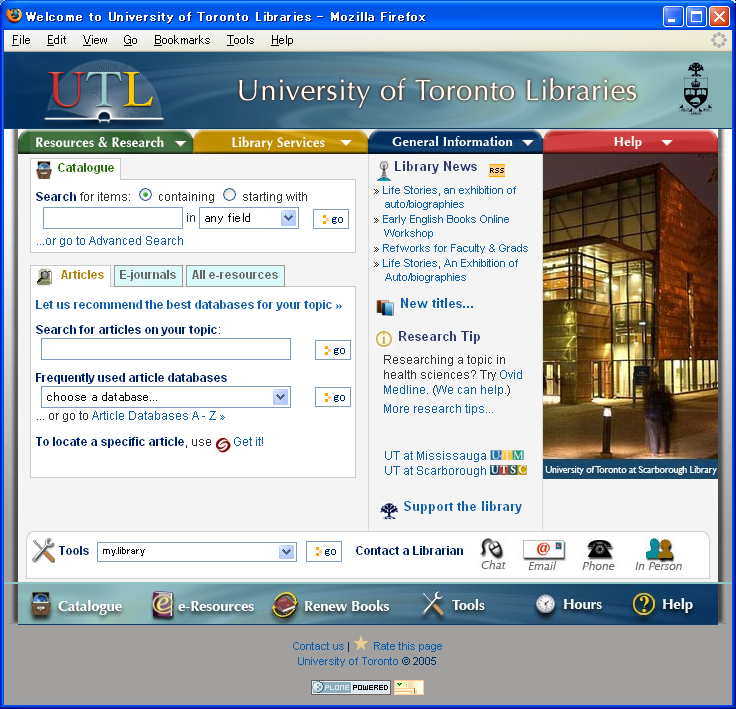 Welcome to University of Toronto Libraries - Mozilla Firefox
File Edit View Go Bookmarks Tools Help
UTL
University of Toronto Libraries
Resources & Research
Library Services
General Information
Help
Catalogue
Search for items: containing starting with
in any field go
...or go to Advanced Search
Articles
E-journals
All e-resources
Let us recommend the best databases for your topic »
Search for articles on your topic:
go
Frequently used article databases
choose a database... go
... or go to Article Databases A - Z »
To locate a specific article, use Get it!
Library News RSS
» Life Stories, an exhibition of
auto/biographies
» Early English Books Online
Workshop
» Refworks for Faculty & Grads
» Life Stories, An Exhibition of
Auto/biographies
New titles...
Research Tip
Researching a topic in
health sciences? Try Ovid
Medline. (We can help.)
More research tips...
UT at Mississauga UTM
UT at Scarborough UTSC
Support the library
University of Toronto at Scarborough Library
Tools my.library go
Contact a Librarian
Chat
Email
Phone
In Person
Catalogue
e-Resources
Renew Books
Tools
Hours
Help
Contact us | Rate this page
University of Toronto © 2005
PLONE POWERED